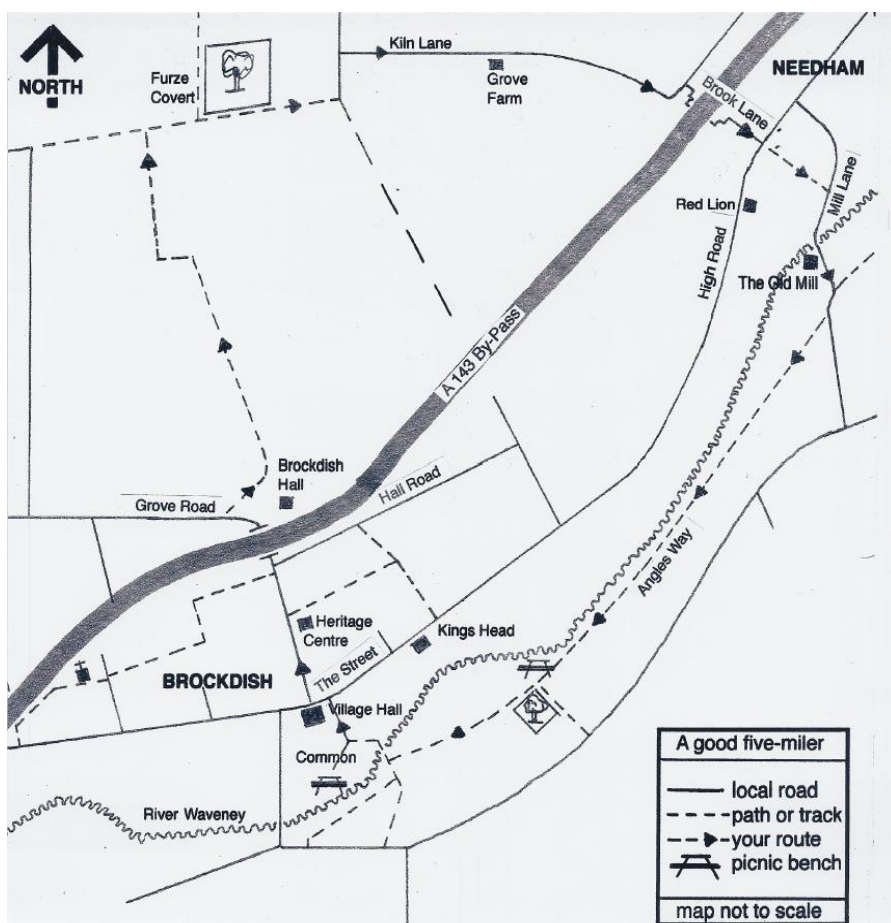 NORTH
Furze
Covert
Kiln Lane
Grove
Farm
NEEDHAM
Brook Lane
Mill Lane
Red Lion
High Road
The Old Mill
A 143 By-Pass
Brockdish
Hall
Hall Road
Grove Road
Angles Way
Heritage
Centre
Kings Head
The Street
BROCKDISH
Village Hall
Common
River Waveney
A good five-miler
local road
path or track
your route
picnic bench
map not to scale